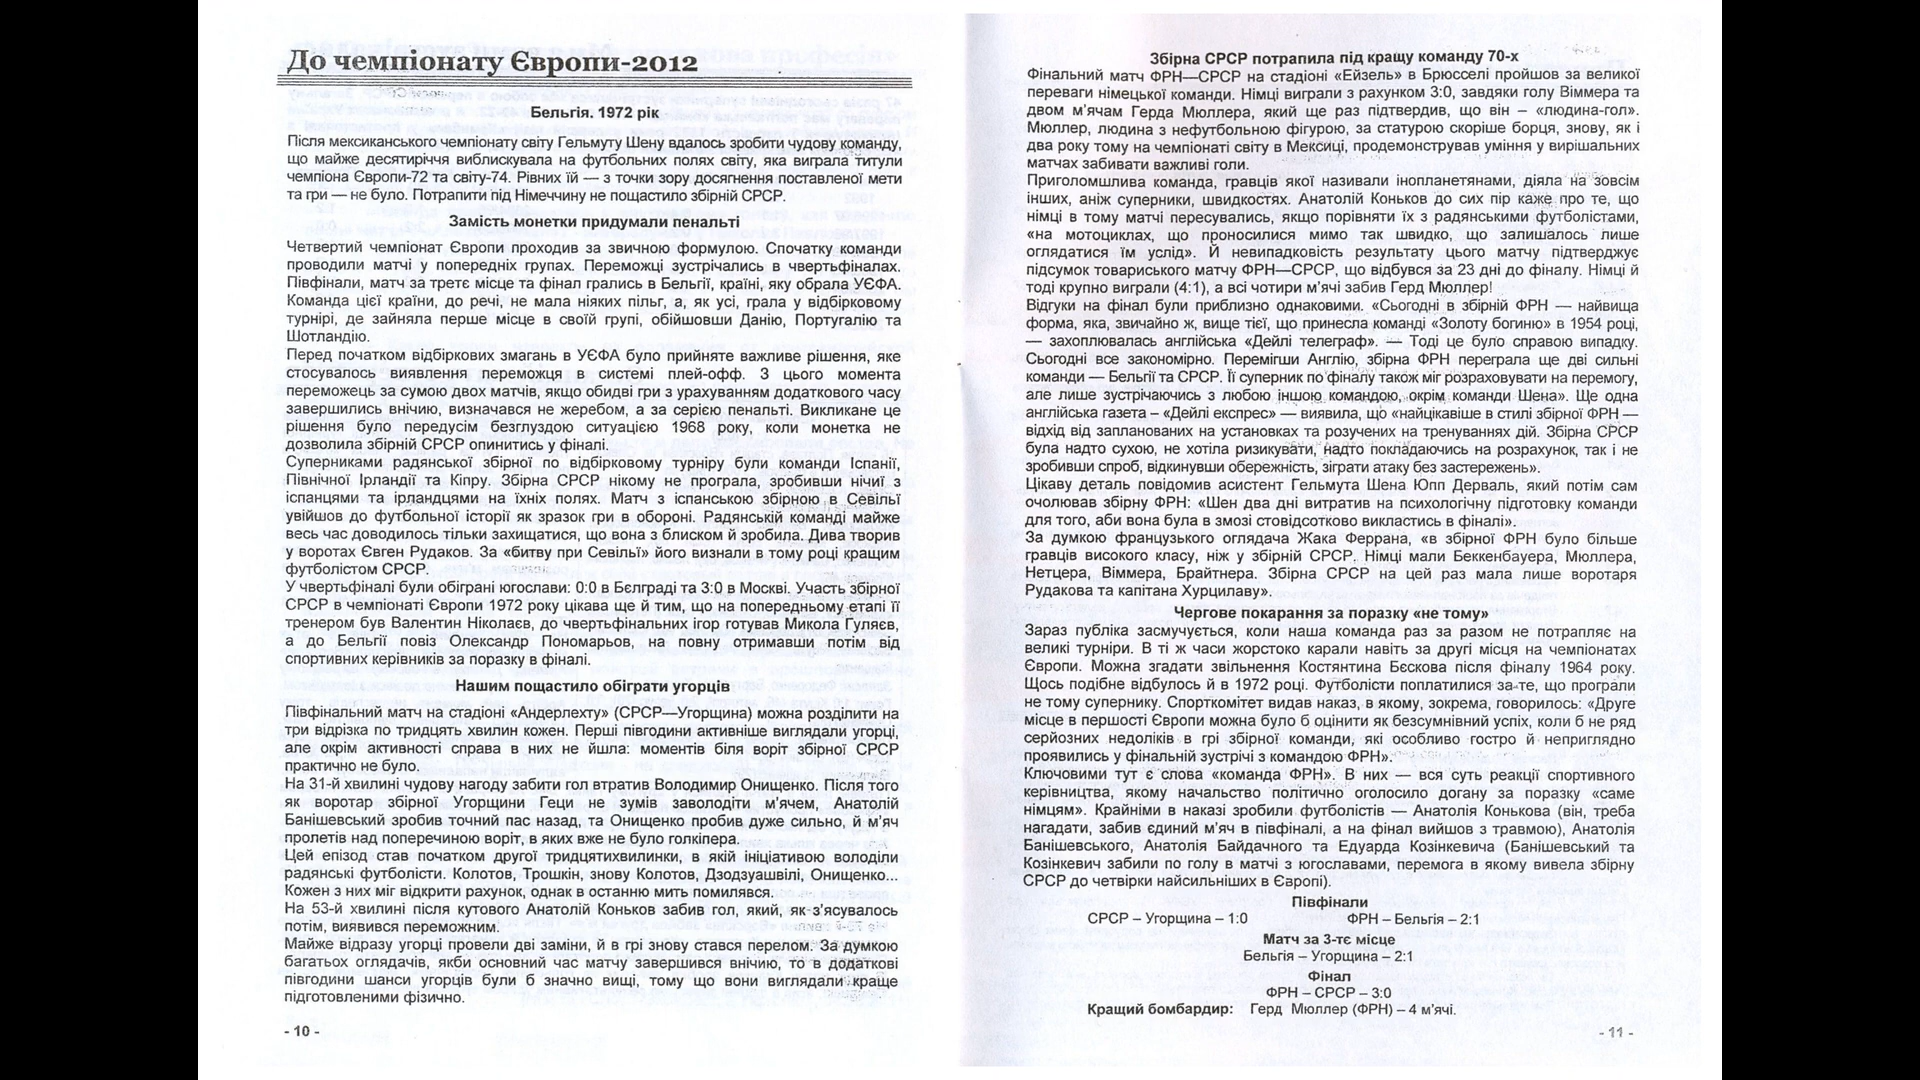 До чемпіонату Європи-2012
Бельгія. 1972 рік
Після мексиканського чемпіонату світу Гельмуту Шену вдалось зробити чудову команду,
що майже десятиріччя виблискувала на футбольних полях світу, яка виграла титули
чемпіона Європи-72 та світу-74. Рівних їй — з точки зору досягнення поставленої мети
та гри — не було. Потрапити під Німеччину не пощастило збірній СРСР.
Замість монетки придумали пенальті
Четвертий чемпіонат Європи проходив за звичною формулою. Спочатку команди
проводили матчі у попередніх групах. Переможці зустрічались в чвертьфіналах.
Півфінали, матч за третє місце та фінал грались в Бельгії, країні, яку обрала УЄФА.
Команда цієї країни, до речі, не мала ніяких пільг, а, як усі, грала у відбірковому
турнірі, де зайняла перше місце в своїй групі, обійшовши Данію, Португалію та
Шотландію.
Перед початком відбіркових змагань в УЄФА було прийняте важливе рішення, яке
стосувалось виявлення переможця в системі плей-офф. З цього момента
переможець за сумою двох матчів, якщо обидві гри з урахуванням додаткового часу
завершились внічию, визначався не жеребом, а за серією пенальті. Викликане це
рішення було передусім безглуздою ситуацією 1968 року, коли монетка не
дозволила збірній СРСР опинитись у фіналі.
Суперниками радянської збірної по відбірковому турніру були команди Іспанії,
Північної Ірландії та Кіпру. Збірна СРСР нікому не програла, зробивши нічиї з
іспанцями та ірландцями на їхніх полях. Матч з іспанською збірною в Севільї
увійшов до футбольної історії як зразок гри в обороні. Радянській команді майже
весь час доводилось тільки захищатися, що вона з блиском й зробила. Дива творив
у воротах Євген Рудаков. За «битву при Севільї» його визнали в тому році кращим
футболістом СРСР.
У чвертьфіналі були обіграні югослави: 0:0 в Бєлграді та 3:0 в Москві. Участь збірної
СРСР в чемпіонаті Європи 1972 року цікава ще й тим, що на попередньому етапі її
тренером був Валентин Ніколаєв, до чвертьфінальних ігор готував Микола Гуляєв,
а до Бельгії повіз Олександр Пономарьов, на повну отримавши потім від
спортивних керівників за поразку в фіналі.
Нашим пощастило обіграти угорців
Півфінальний матч на стадіоні «Андерлехту» (СРСР—Угорщина) можна розділити на
три відрізка по тридцять хвилин кожен. Перші півгодини активніше виглядали угорці,
але окрім активності справа в них не йшла: моментів біля воріт збірної СРСР
практично не було.
На 31-й хвилині чудову нагоду забити гол втратив Володимир Онищенко. Після того
як воротар збірної Угорщини Геци не зумів заволодіти м’ячем, Анатолій
Банішевський зробив точний пас назад, та Онищенко пробив дуже сильно, й м’яч
пролетів над поперечиною воріт, в яких вже не було голкіпера.
Цей епізод став початком другої тридцятихвилинки, в якій ініціативою володіли
радянські футболісти. Колотов, Трошкін, знову Колотов, Дзодзуашвілі, Онищенко...
Кожен з них міг відкрити рахунок, однак в останню мить помилявся.
На 53-й хвилині після кутового Анатолій Коньков забив гол, який, як з’ясувалось
потім, виявився переможним.
Майже відразу угорці провели дві заміни, й в грі знову стався перелом. За думкою
багатьох оглядачів, якби основний час матчу завершився внічию, то в додаткові
півгодини шанси угорців були б значно вищі, тому що вони виглядали краще
підготовленими фізично.
- 10 -
Збірна СРСР потрапила під кращу команду 70-х
Фінальний матч ФРН—СРСР на стадіоні «Ейзель» в Брюсселі пройшов за великої
переваги німецької команди. Німці виграли з рахунком 3:0, завдяки голу Віммера та
двом м’ячам Герда Мюллера, який ще раз підтвердив, що він – «людина-гол».
Мюллер, людина з нефутбольною фігурою, за статурою скоріше борця, знову, як і
два року тому на чемпіонаті світу в Мексиці, продемонстрував уміння у вирішальних
матчах забивати важливі голи.
Приголомшлива команда, гравців якої називали інопланетянами, діяла на зовсім
інших, аніж суперники, швидкостях. Анатолій Коньков до сих пір каже про те, що
німці в тому матчі пересувались, якщо порівняти їх з радянськими футболістами,
«на мотоциклах, що проносилися мимо так швидко, що залишалось лише
оглядатися їм услід». Й невипадковість результату цього матчу підтверджує
підсумок товариського матчу ФРН—СРСР, що відбувся за 23 дні до фіналу. Німці й
тоді крупно виграли (4:1), а всі чотири м’ячі забив Герд Мюллер!
Відгуки на фінал були приблизно однаковими. «Сьогодні в збірній ФРН — найвища
форма, яка, звичайно ж, вище тієї, що принесла команді «Золоту богиню» в 1954 році,
— захоплювалась англійська «Дейлі телеграф». — Тоді це було справою випадку.
Сьогодні все закономірно. Перемігши Англію, збірна ФРН переграла ще дві сильні
команди — Бельгії та СРСР. Її суперник по фіналу також міг розраховувати на перемогу,
але лише зустрічаючись з любою іншою командою, окрім команди Шена». Ще одна
англійська газета – «Дейлі експрес» — виявила, що «найцікавіше в стилі збірної ФРН —
відхід від запланованих на установках та розучених на тренуваннях дій. Збірна СРСР
була надто сухою, не хотіла ризикувати, надто покладаючись на розрахунок, так і не
зробивши спроб, відкинувши обережність, зіграти атаку без застережень».
Цікаву деталь повідомив асистент Гельмута Шена Юпп Дерваль, який потім сам
очолював збірну ФРН: «Шен два дні витратив на психологічну підготовку команди
для того, аби вона була в змозі стовідсотково викластись в фіналі».
За думкою французького оглядача Жака Феррана, «в збірної ФРН було більше
гравців високого класу, ніж у збірній СРСР. Німці мали Беккенбауера, Мюллера,
Нетцера, Віммера, Брайтнера. Збірна СРСР на цей раз мала лише воротаря
Рудакова та капітана Хурцилаву».
Чергове покарання за поразку «не тому»
Зараз публіка засмучується, коли наша команда раз за разом не потрапляє на
великі турніри. В ті ж часи жорстоко карали навіть за другі місця на чемпіонатах
Європи. Можна згадати звільнення Костянтина Бєскова після фіналу 1964 року.
Щось подібне відбулось й в 1972 році. Футболісти поплатилися за те, що програли
не тому супернику. Спорткомітет видав наказ, в якому, зокрема, говорилось: «Друге
місце в першості Європи можна було б оцінити як безсумнівний успіх, коли б не ряд
серйозних недоліків в грі збірної команди, які особливо гостро й неприглядно
проявились у фінальній зустрічі з командою ФРН».
Ключовими тут є слова «команда ФРН». В них — вся суть реакції спортивного
керівництва, якому начальство політично оголосило догану за поразку «саме
німцям». Крайніми в наказі зробили футболістів — Анатолія Конькова (він, треба
нагадати, забив єдиний м’яч в півфіналі, а на фінал вийшов з травмою), Анатолія
Банішевського, Анатолія Байдачного та Едуарда Козінкевича (Банішевський та
Козінкевич забили по голу в матчі з югославами, перемога в якому вивела збірну
СРСР до четвірки найсильніших в Європі).
Півфінали
СРСР – Угорщина – 1:0 ФРН – Бельгія – 2:1
Матч за 3-тє місце
Бельгія – Угорщина – 2:1
Фінал
ФРН – СРСР – 3:0
Кращий бомбардир: Герд Мюллер (ФРН) – 4 м’ячі.
- 11 -